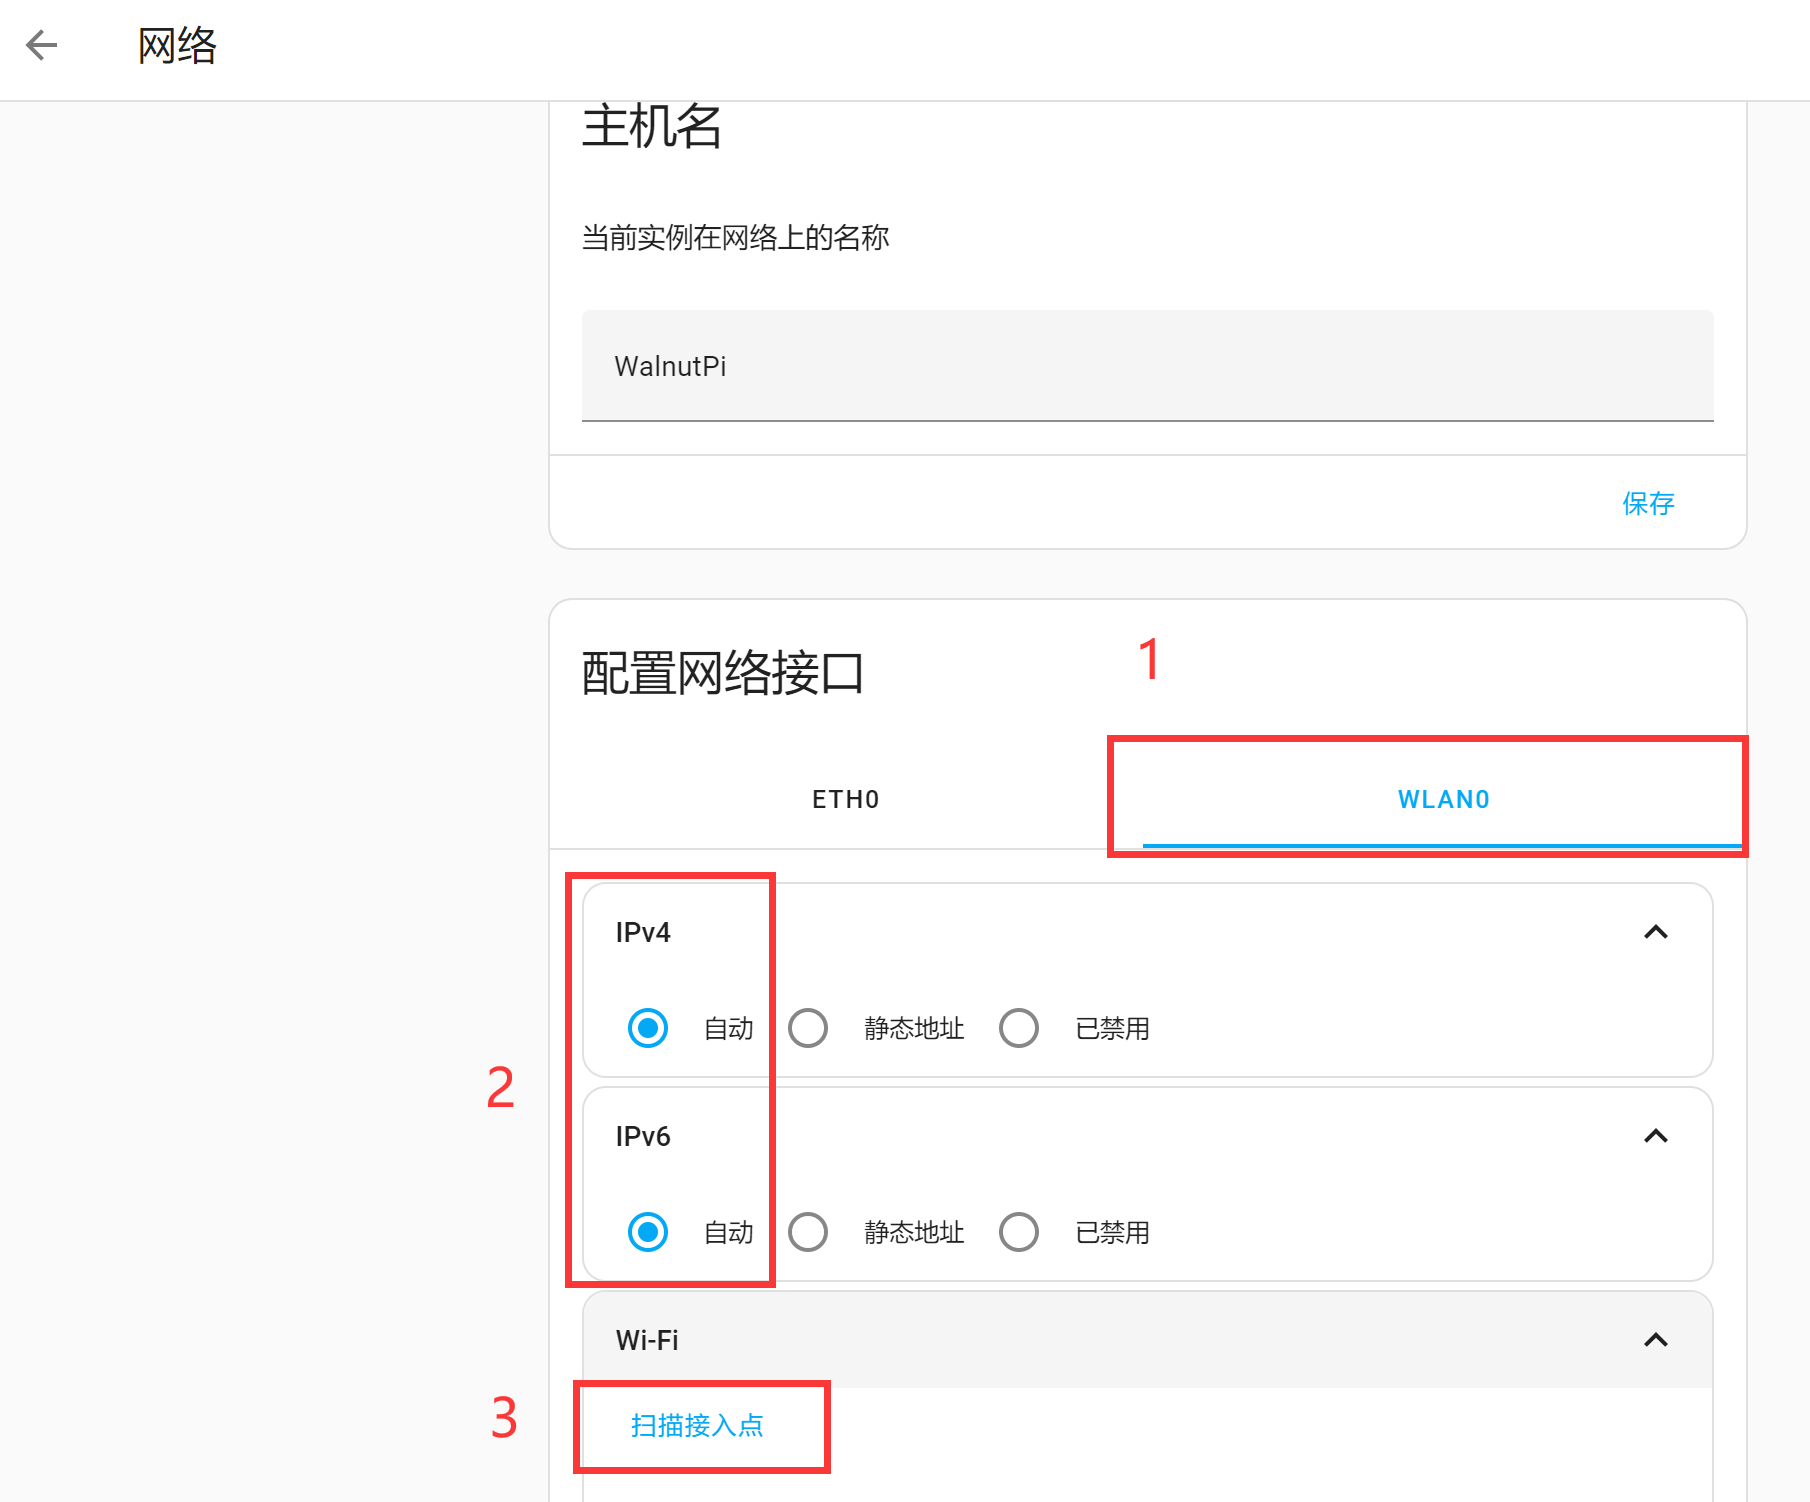 网络
主机名
当前实例在网络上的名称
WalnutPi
保存
配置网络接口
1
ETH0 WLAN0
IPv4
自动 静态地址 已禁用
2
IPv6
自动 静态地址 已禁用
Wi-Fi
3
扫描接入点